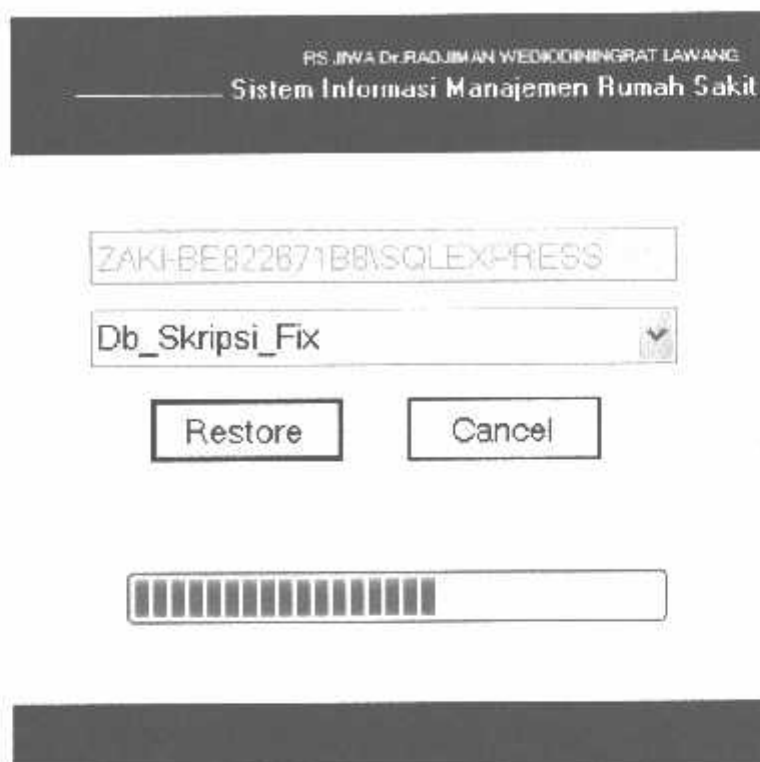 RS JIWA Dr.RADJIMAN WEDIODININGRAT LAWANG
Sistem Informasi Manajemen Rumah Sakit
ZAKI-BE822671B8\SQLEXPRESS
Db_Skripsi_Fix
Restore
Cancel